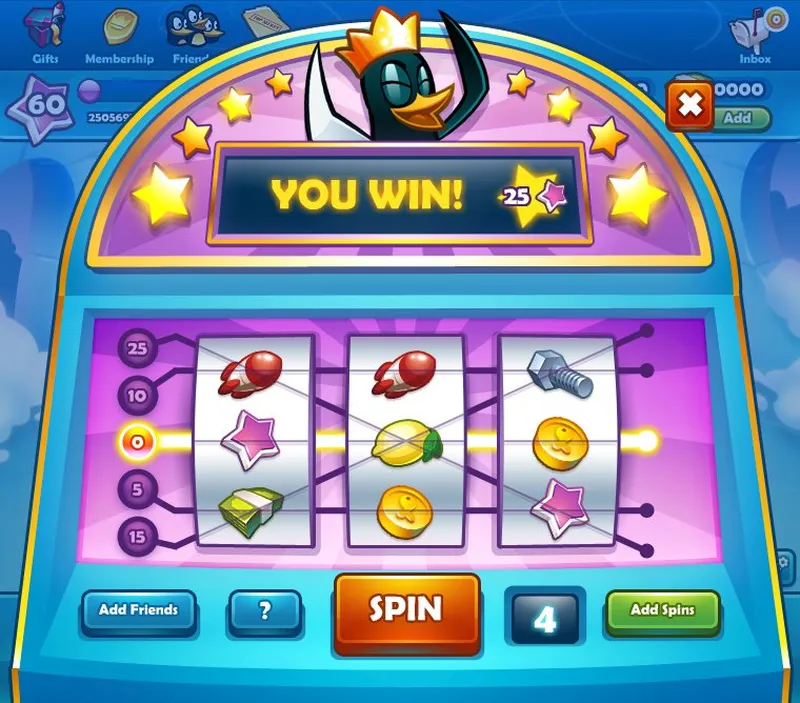 Gifts
Membership
60
250569
0000
Add
Inbox
YOU WIN! 25
25
10
0
5
15
Add Friends
?
SPIN
4
Add Spins